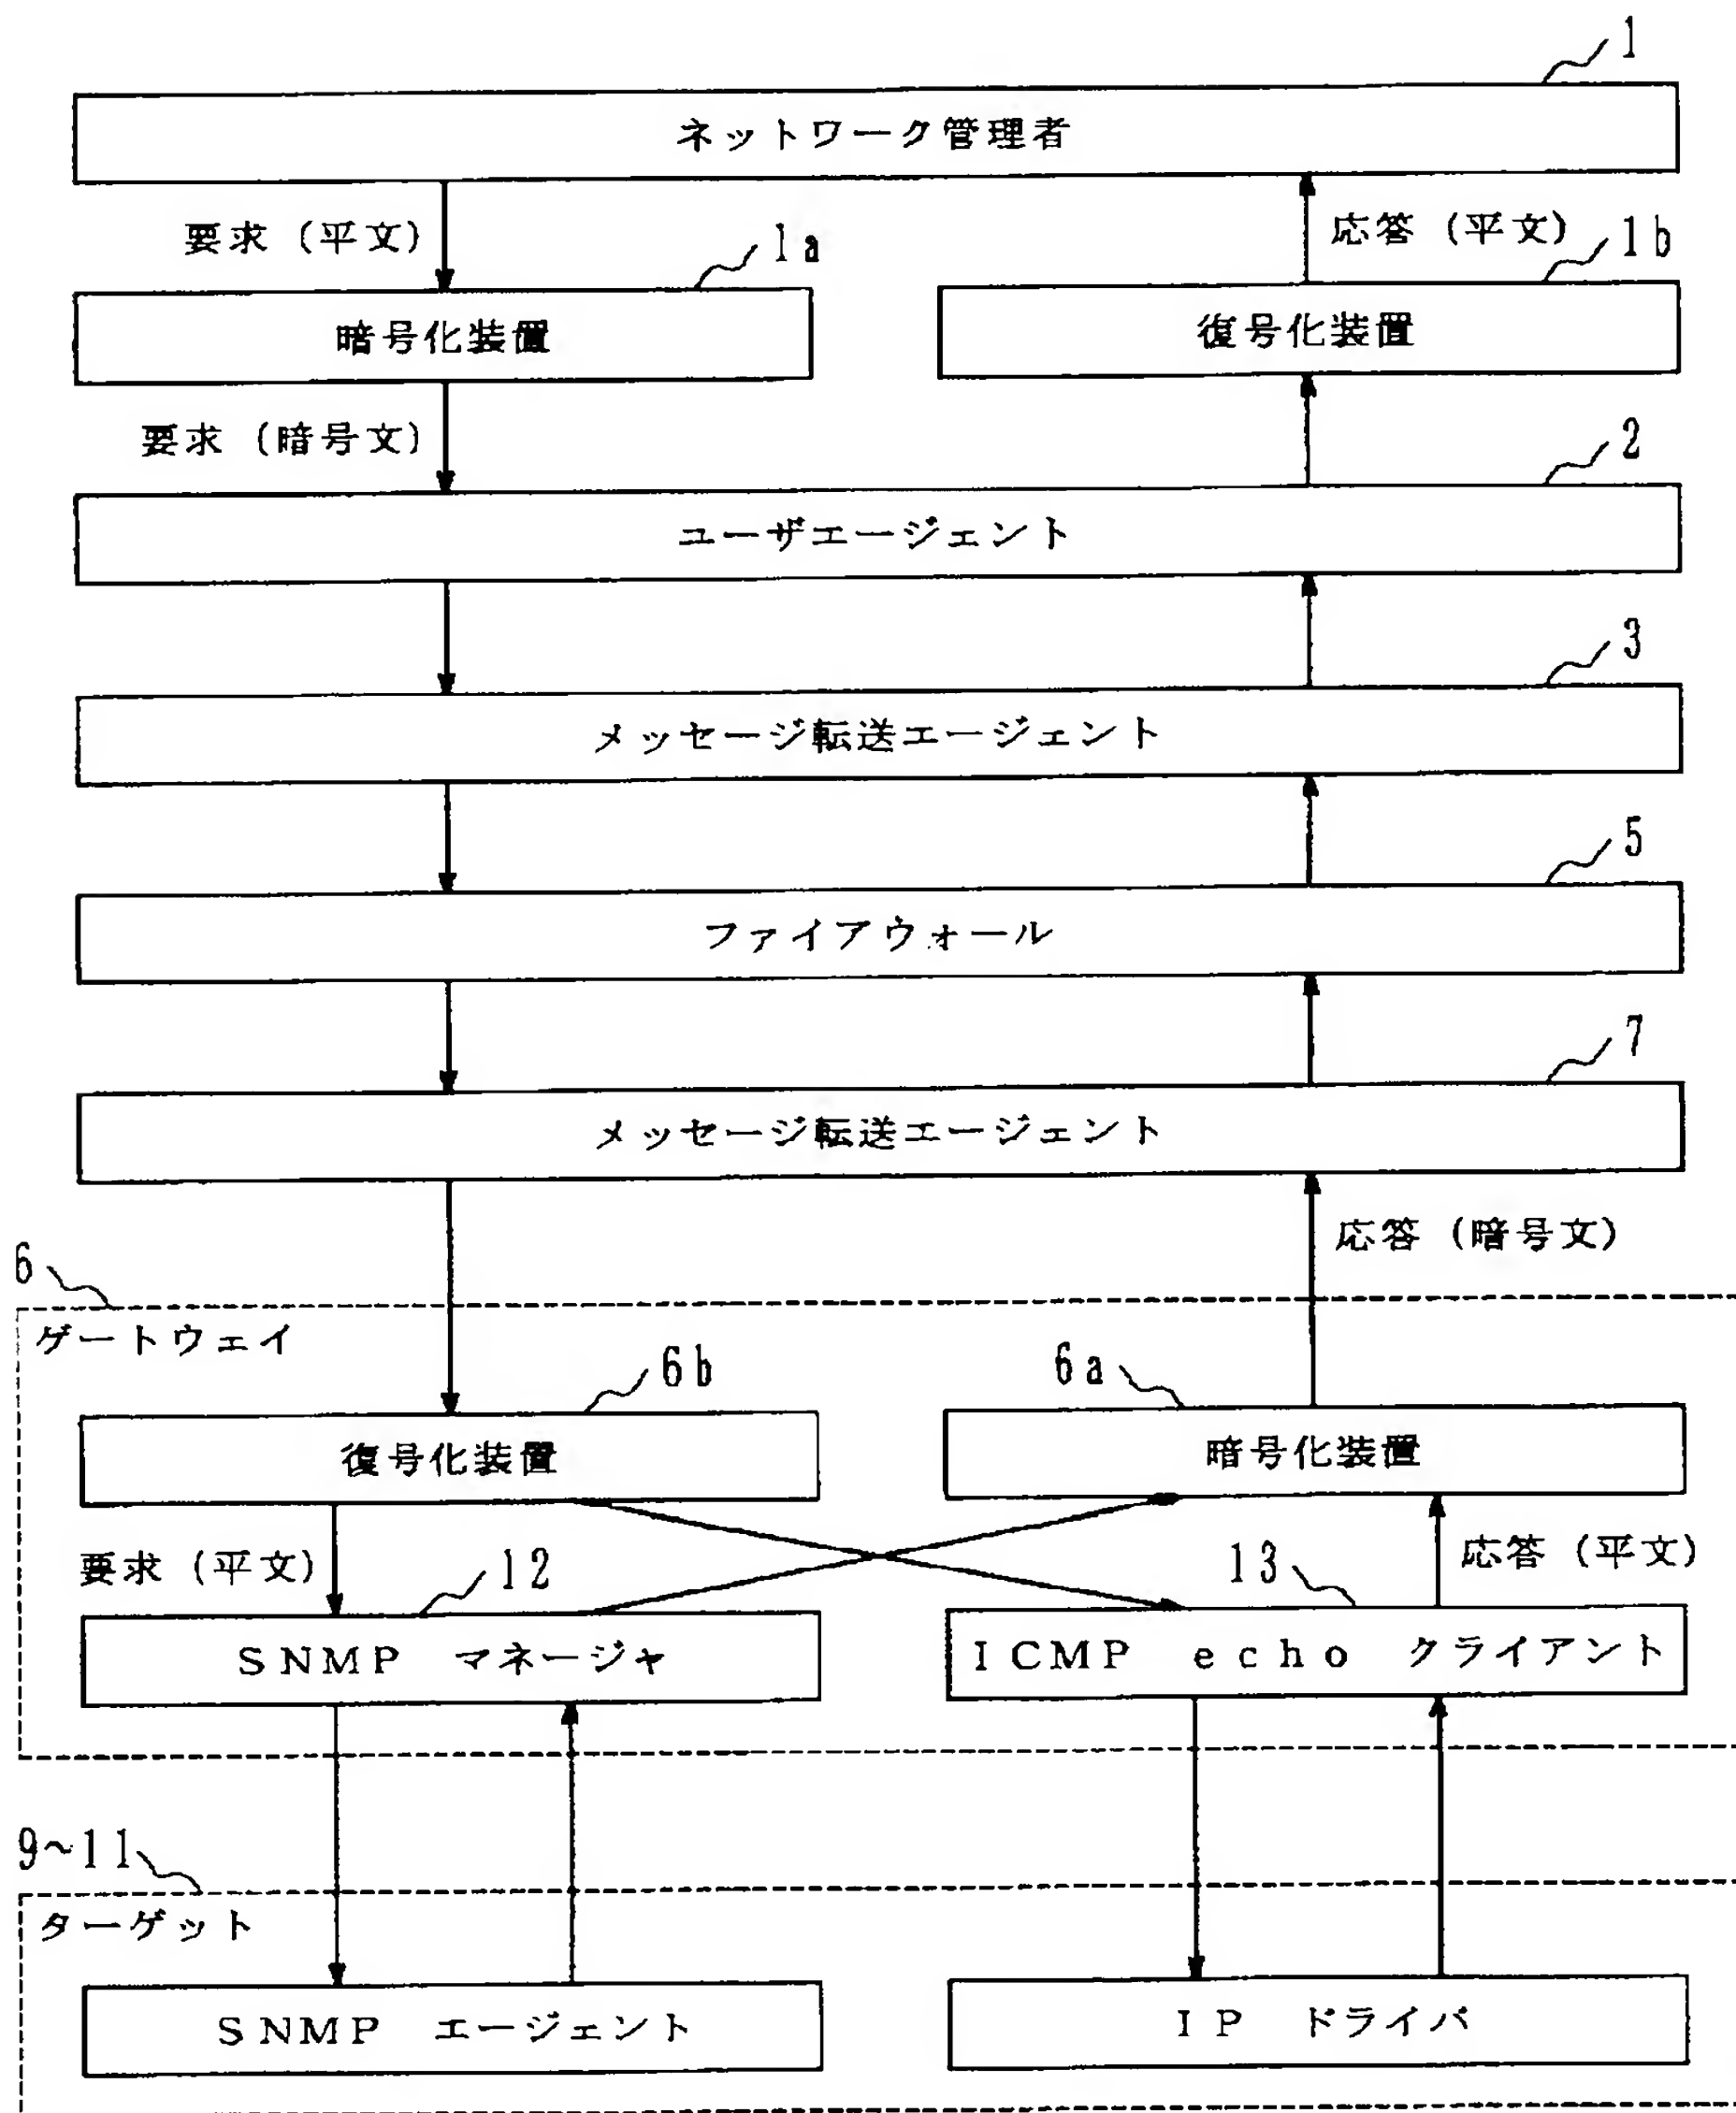 1
ネットワーク管理者
要求（平文）
応答（平文）
1a
1b
暗号化装置
復号化装置
要求（暗号文）
2
ユーザエージェント
3
メッセージ転送エージェント
5
ファイアウォール
7
メッセージ転送エージェント
応答（暗号文）
6
ゲートウェイ
6b
6a
復号化装置
暗号化装置
要求（平文）
12
13
応答（平文）
SNMP マネージャ
ICMP echo クライアント
9~11
ターゲット
SNMP エージェント
IP ドライバ